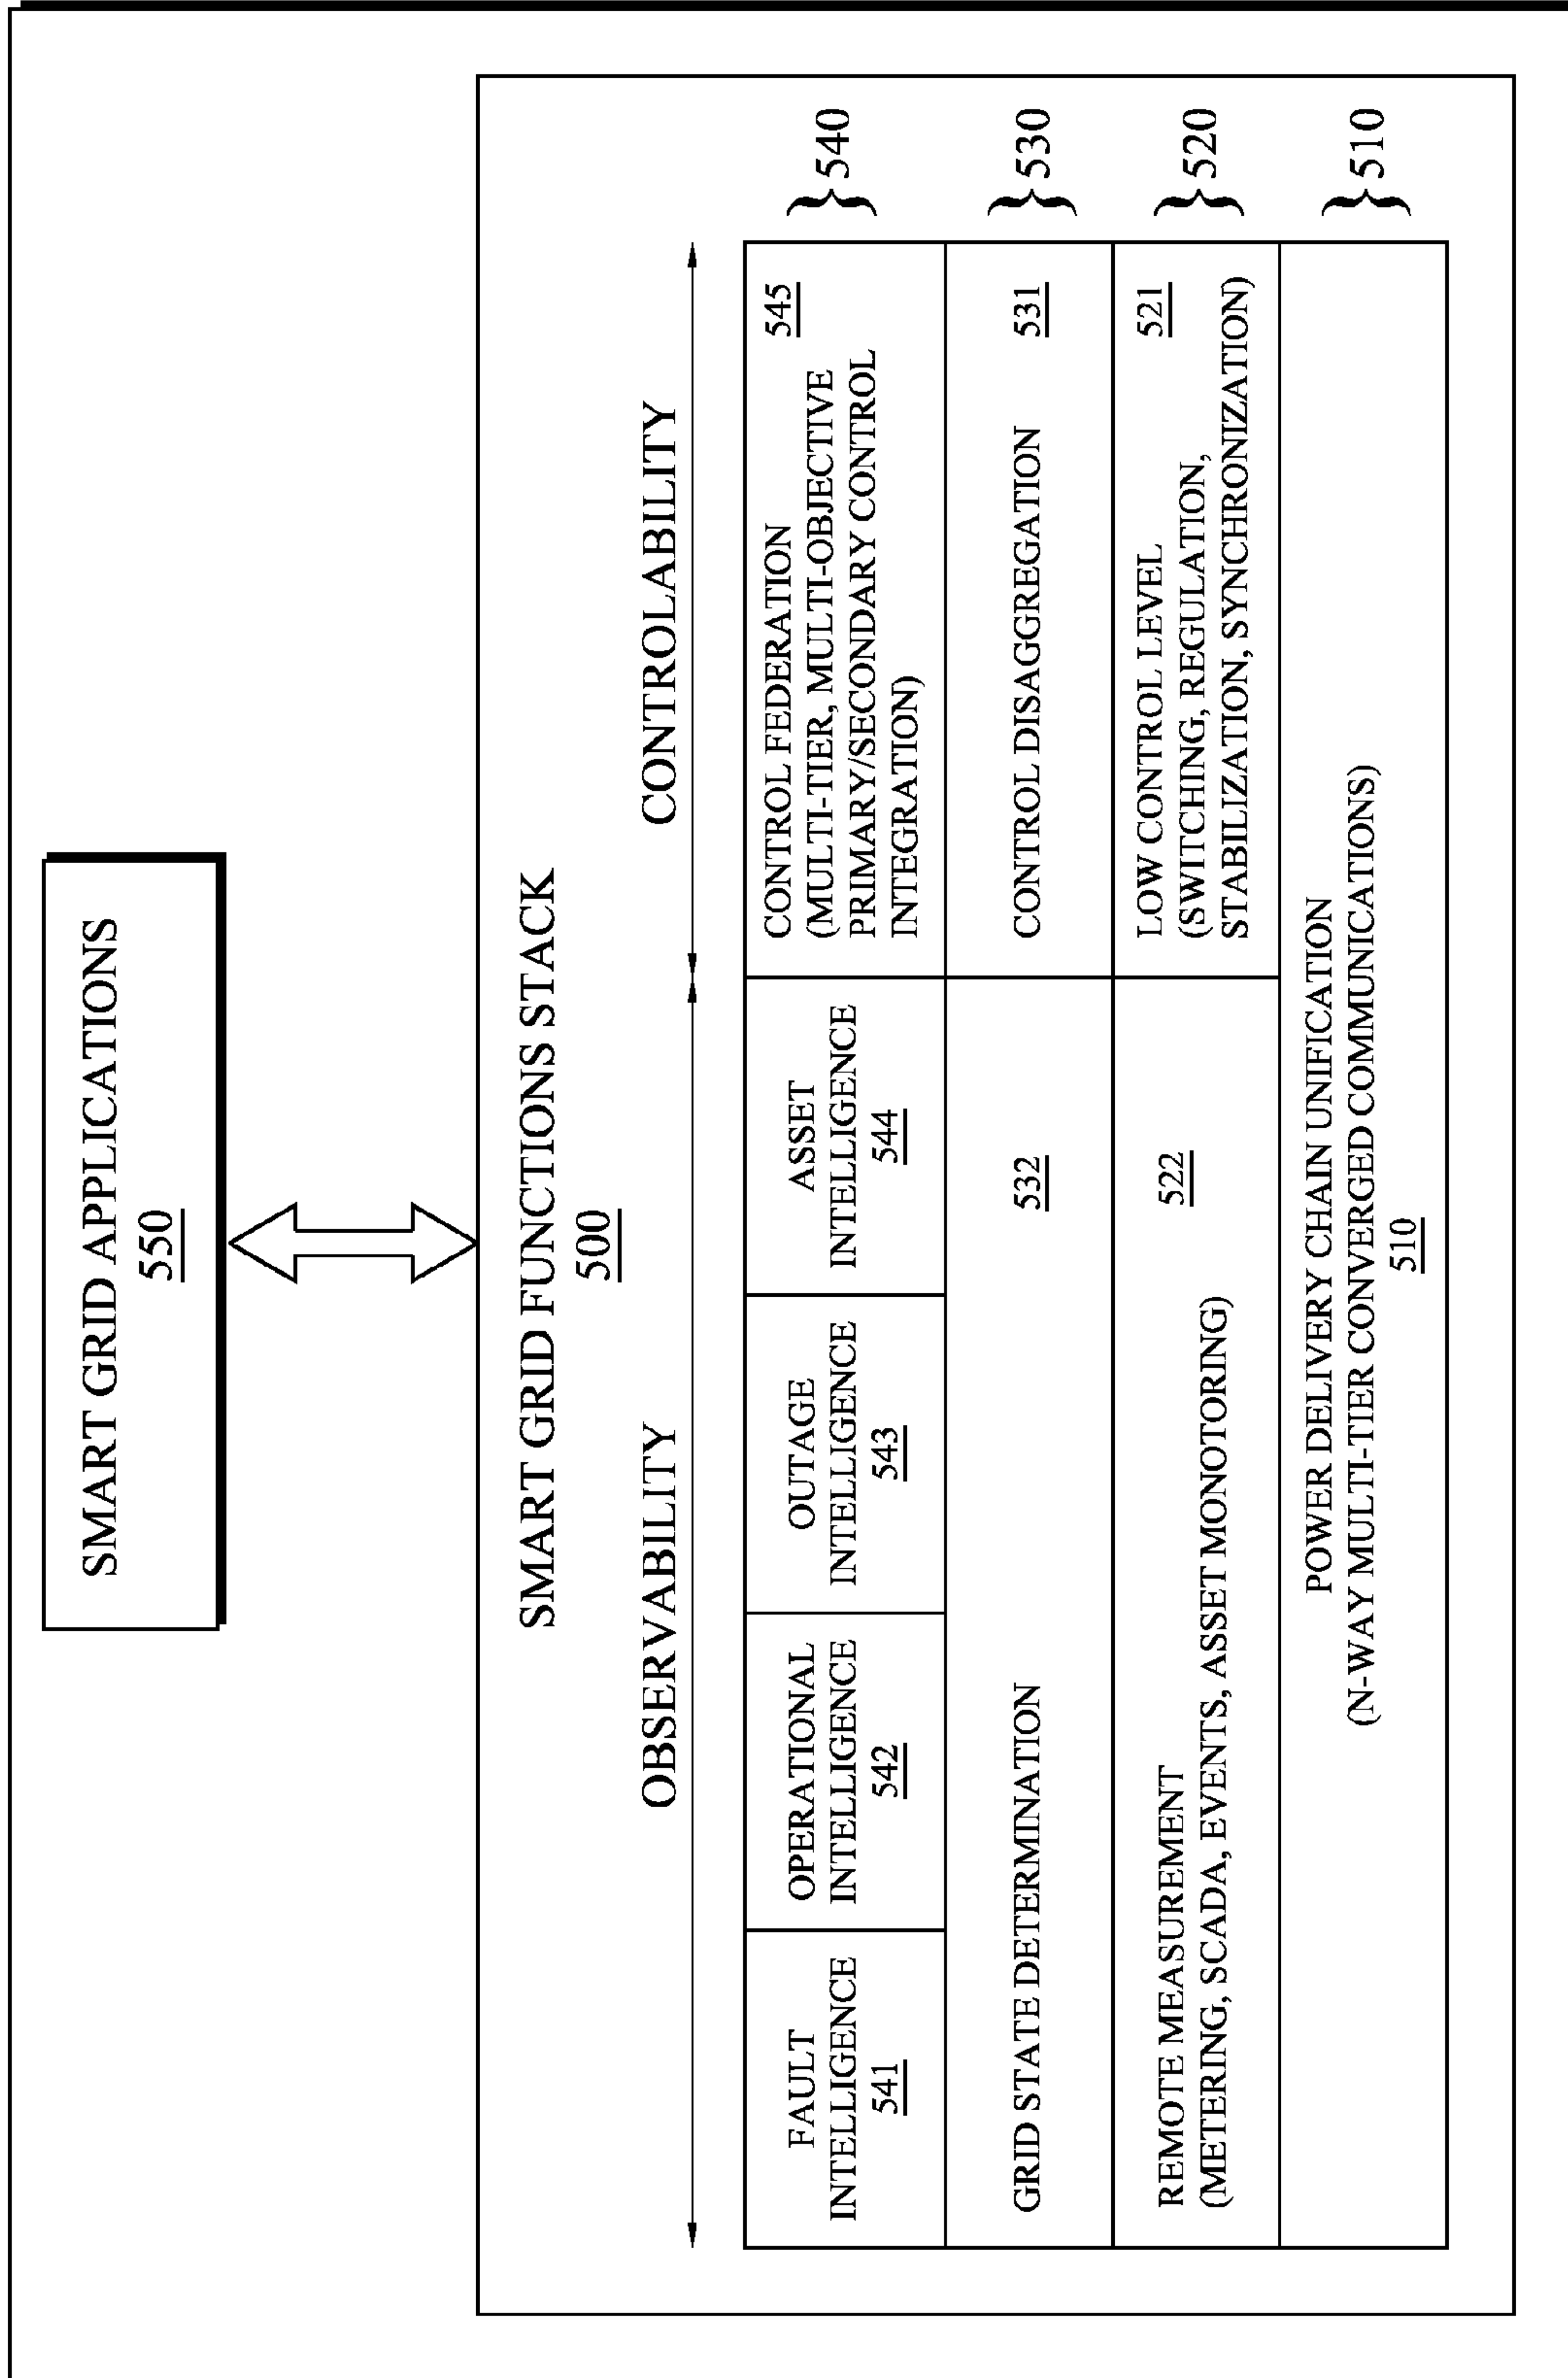 SMART GRID APPLICATIONS
550
SMART GRID FUNCTIONS STACK
500
OBSERVABILITY
CONTROLABILITY
FAULT
INTELLIGENCE
541
OPERATIONAL
INTELLIGENCE
542
OUTAGE
INTELLIGENCE
543
ASSET
INTELLIGENCE
544
CONTROL FEDERATION
545
(MULTI-TIER, MULTI-OBJECTIVE
PRIMARY/SECONDARY CONTROL
INTEGRATION)
}540
GRID STATE DETERMINATION
532
CONTROL DISAGGREGATION
531
}530
REMOTE MEASUREMENT
522
(METERING, SCADA, EVENTS, ASSET MONOTORING)
LOW CONTROL LEVEL
521
(SWITCHING, REGULATION,
STABILIZATION, SYNCHRONIZATION)
}520
POWER DELIVERY CHAIN UNIFICATION
(N-WAY MULTI-TIER CONVERGED COMMUNICATIONS)
510
}510